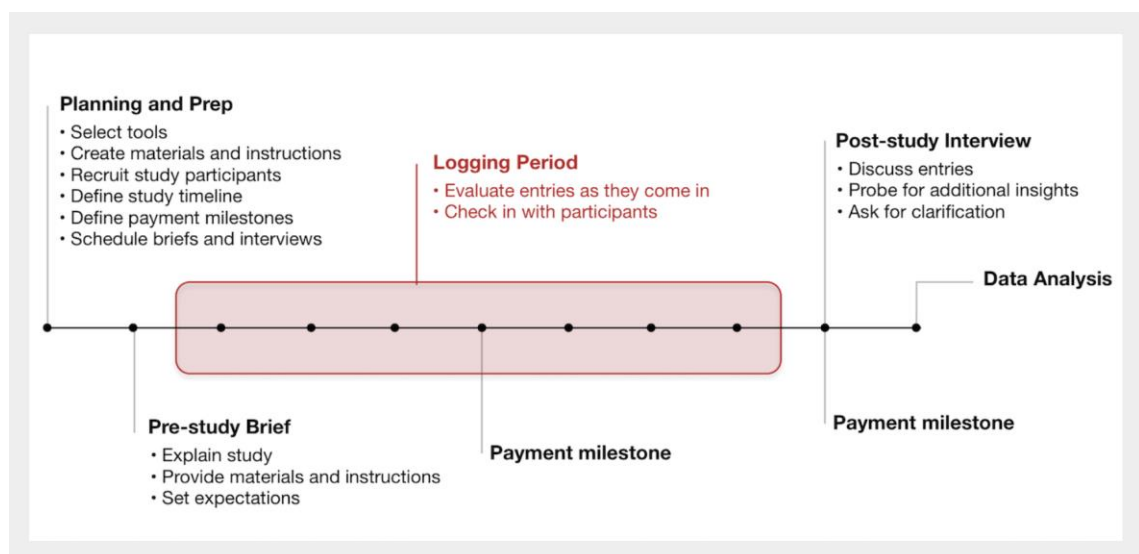 Planning and Prep
• Select tools
• Create materials and instructions
• Recruit study participants
• Define study timeline
• Define payment milestones
• Schedule briefs and interviews
Logging Period
• Evaluate entries as they come in
• Check in with participants
Post-study Interview
• Discuss entries
• Probe for additional insights
• Ask for clarification
Data Analysis
Pre-study Brief
• Explain study
• Provide materials and instructions
• Set expectations
Payment milestone
Payment milestone